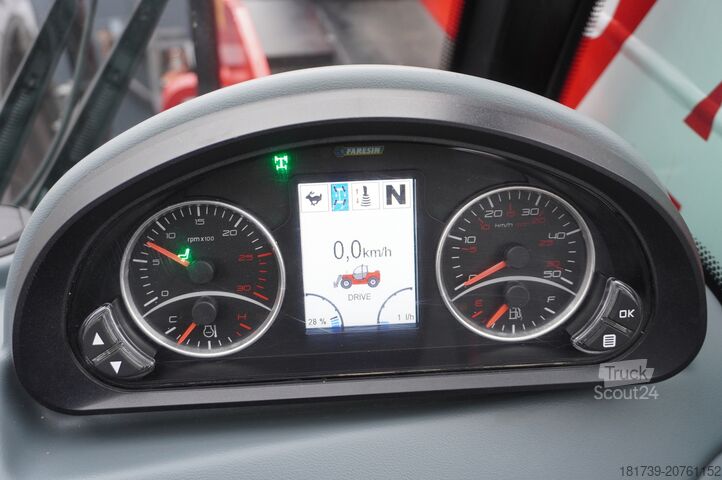 FARESIN
N
0,0km/h
DRIVE
28 %
1 l/h
0 5 10 15 20 25 30
rpm x100
C H
0 10 20 30 40 50
km/h
E F
OK
Truck
Scout24
181739-20761152